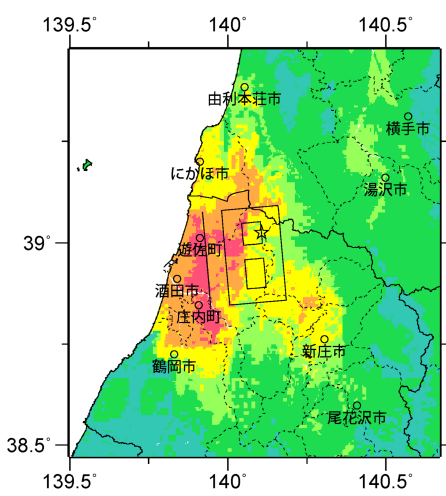 139.5˚ 140˚ 140.5˚
由利本荘市
横手市
にかほ市
湯沢市
39˚
遊佐町
酒田市
庄内町
新庄市
鶴岡市
尾花沢市
38.5˚
139.5˚ 140˚ 140.5˚